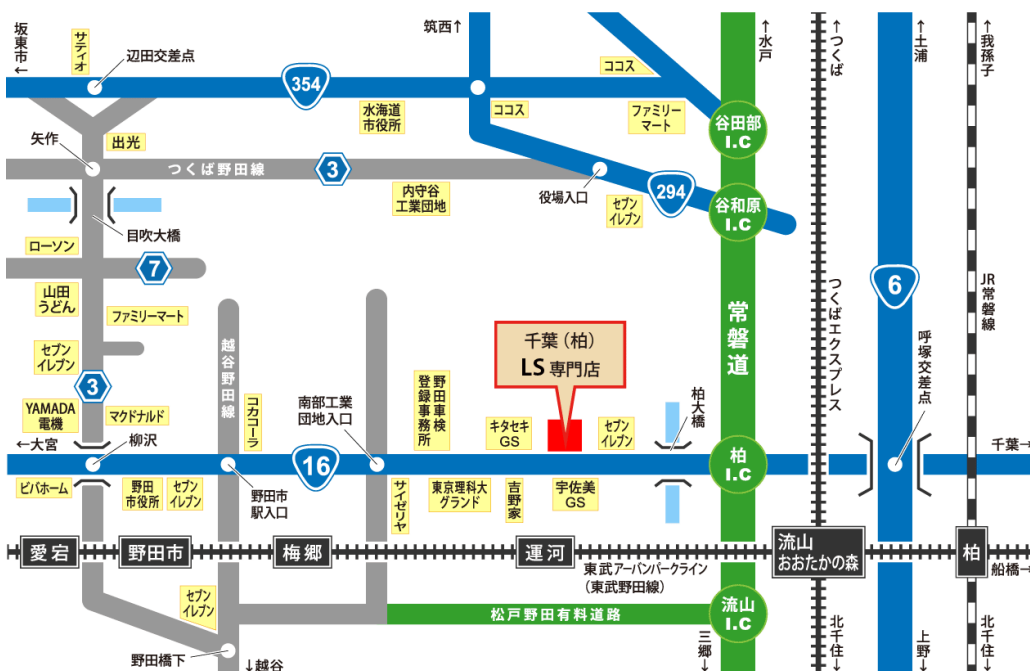 坂東市←
サティオ
辺田交差点
筑西↑
ココス
↑水戸
↑つくば
↑土浦
↑我孫子
354
水海道
市役所
ココス
ファミリー
マート
谷田部
I.C
矢作
出光
つくば野田線
3
内守谷
工業団地
役場入口
セブン
イレブン
294
谷和原
I.C
目吹大橋
ローソン
7
山田
うどん
ファミリーマート
セブン
イレブン
3
越谷野田線
千葉（柏）
LS専門店
常磐道
つくばエクスプレス
6
JR常磐線
呼塚交差点
YAMADA
電機
マクドナルド
コカコーラ
南部工業
団地入口
野田車検
登録事務所
キタセキ
GS
セブン
イレブン
柏大橋
←大宮
柳沢
16
柏
I.C
千葉→
ビバホーム
野田
市役所
セブン
イレブン
野田市
駅入口
サイゼリヤ
東京理科大
グランド
吉野家
宇佐美
GS
愛宕
野田市
梅郷
運河
東武アーバンパークライン
（東武野田線）
流山
おおたかの森
柏
船橋→
セブン
イレブン
松戸野田有料道路
流山
I.C
野田橋下
↓越谷
三郷↓
北千住↓
上野↓
北千住↓